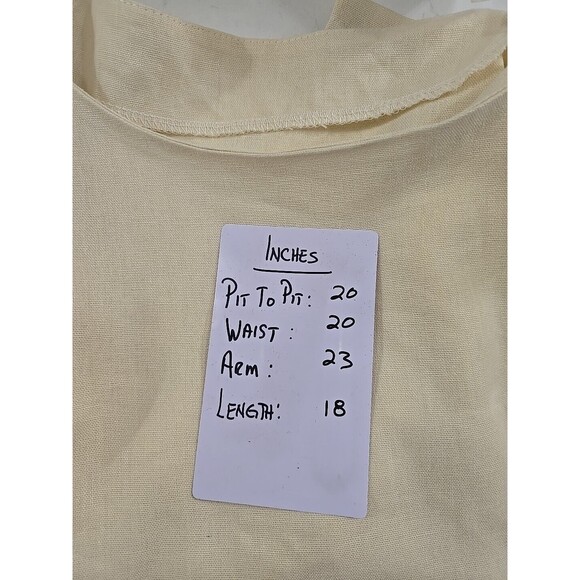 INCHES
PIT TO PIT: 20
WAIST: 20
ARM: 23
LENGTH: 18